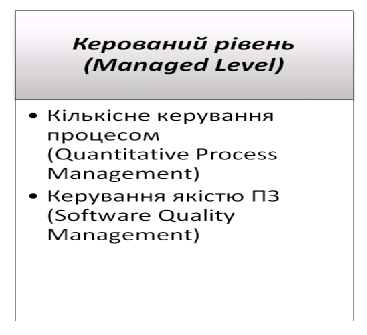 Керований рівень
(Managed Level)
• Кількісне керування
процесом
(Quantitative Process
Management)
• Керування якістю ПЗ
(Software Quality
Management)